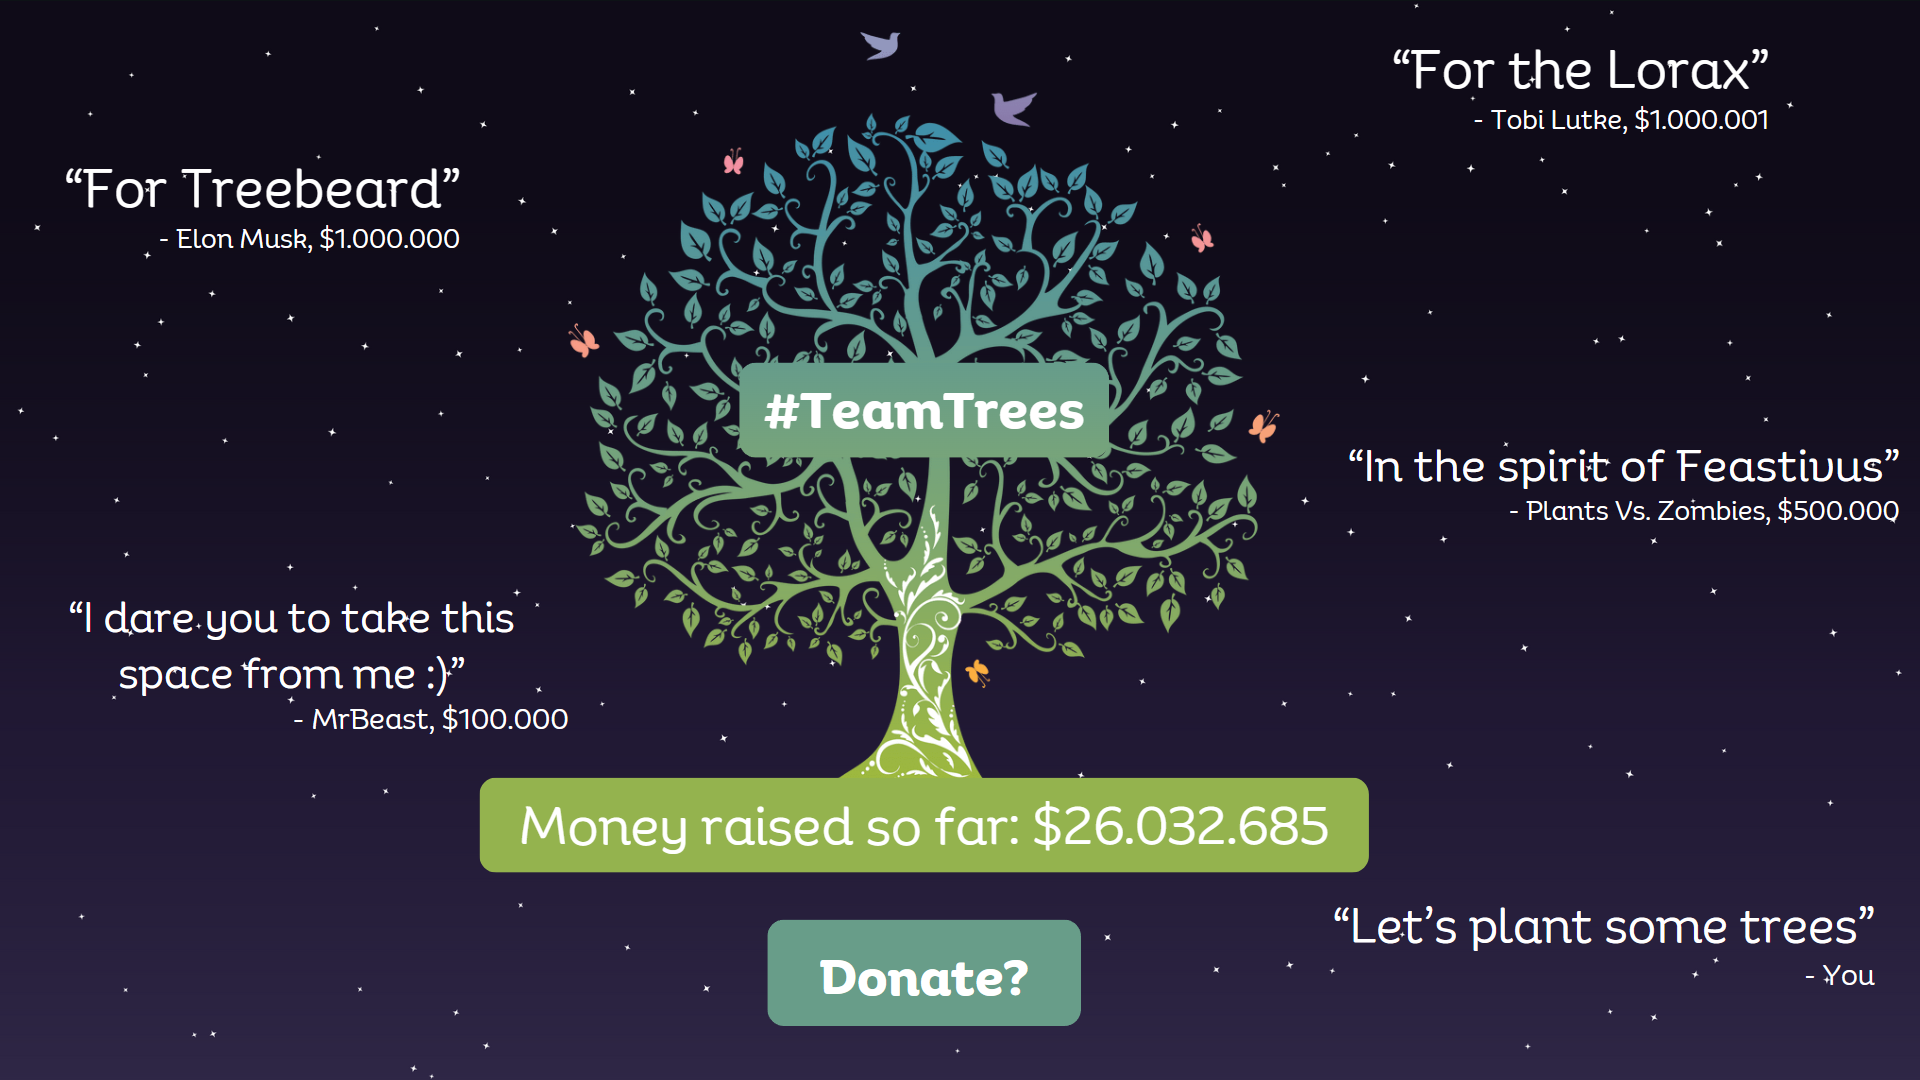 “For the Lorax”
- Tobi Lutke, $1.000.001
“For Treebeard”
- Elon Musk, $1.000.000
#TeamTrees
“In the spirit of Feastivus”
- Plants Vs. Zombies, $500.000
“I dare you to take this
space from me :)”
- MrBeast, $100.000
Money raised so far: $26.032.685
“Let’s plant some trees”
- You
Donate?